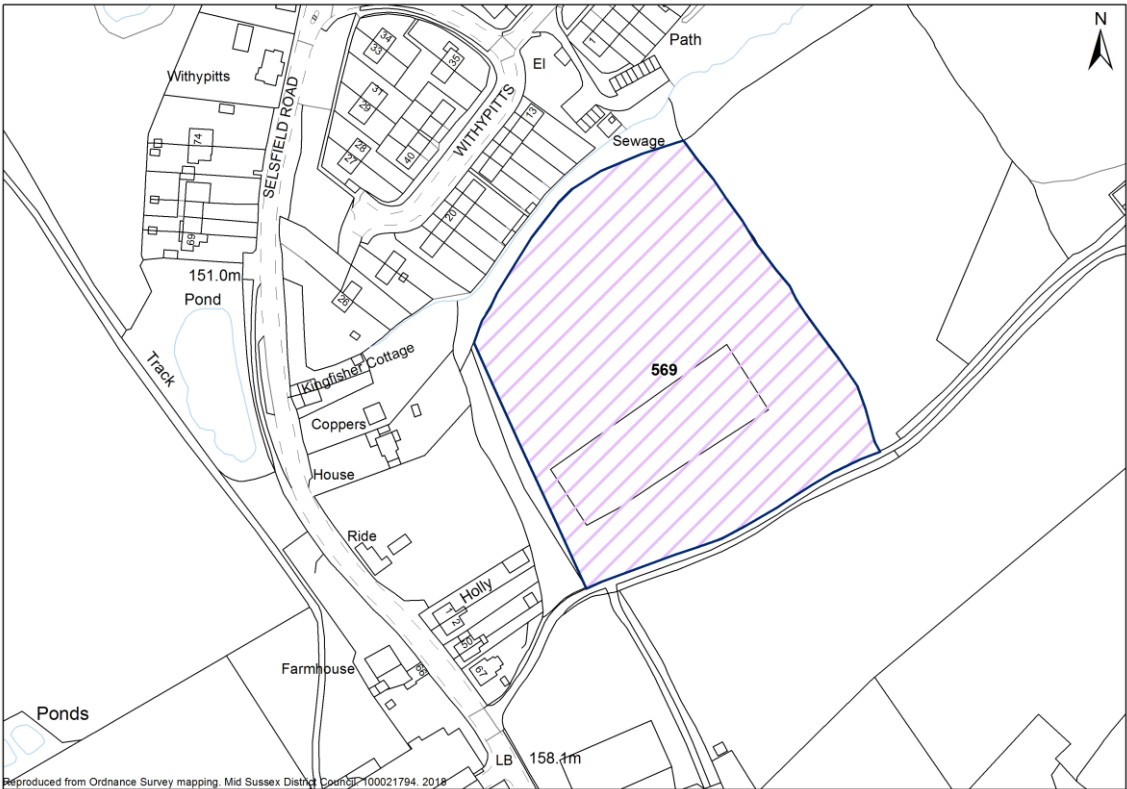 N
34
33
35
1
Path
Withypitts
El
31
29
SELSFIELD ROAD
WITHYPITTS
13
74
Sewage
28
27
40
20
69
151.0m
Pond
26
Track
Kingfisher Cottage
569
Coppers
House
Ride
Holly
1
2
50
Farmhouse
66
67
Ponds
LB
158.1m
Reproduced from Ordnance Survey mapping. Mid Sussex District Council. 100021794. 2018